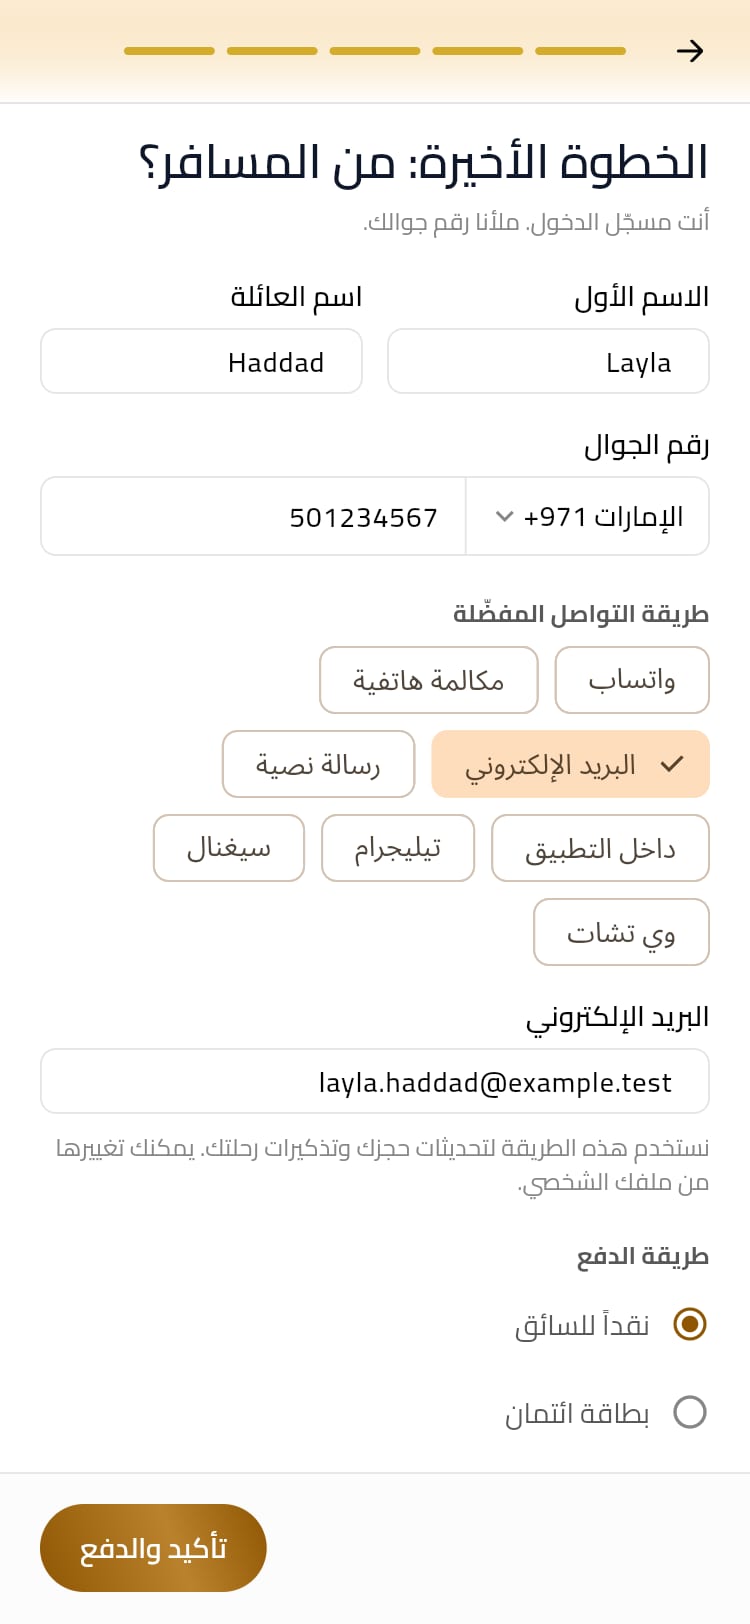 الخطوة الأخيرة: من المسافر؟
أنت مسجّل الدخول. ملأنا رقم جوالك.
الاسم الأول
اسم العائلة
Layla
Haddad
رقم الجوال
الإمارات 971+
501234567
طريقة التواصل المفضّلة
واتساب
مكالمة هاتفية
البريد الإلكتروني
رسالة نصية
داخل التطبيق
تيليجرام
سيغنال
وي تشات
البريد الإلكتروني
layla.haddad@example.test
نستخدم هذه الطريقة لتحديثات حجزك وتذكيرات رحلتك. يمكنك تغييرها
من ملفك الشخصي.
طريقة الدفع
نقداً للسائق
بطاقة ائتمان
تأكيد والدفع